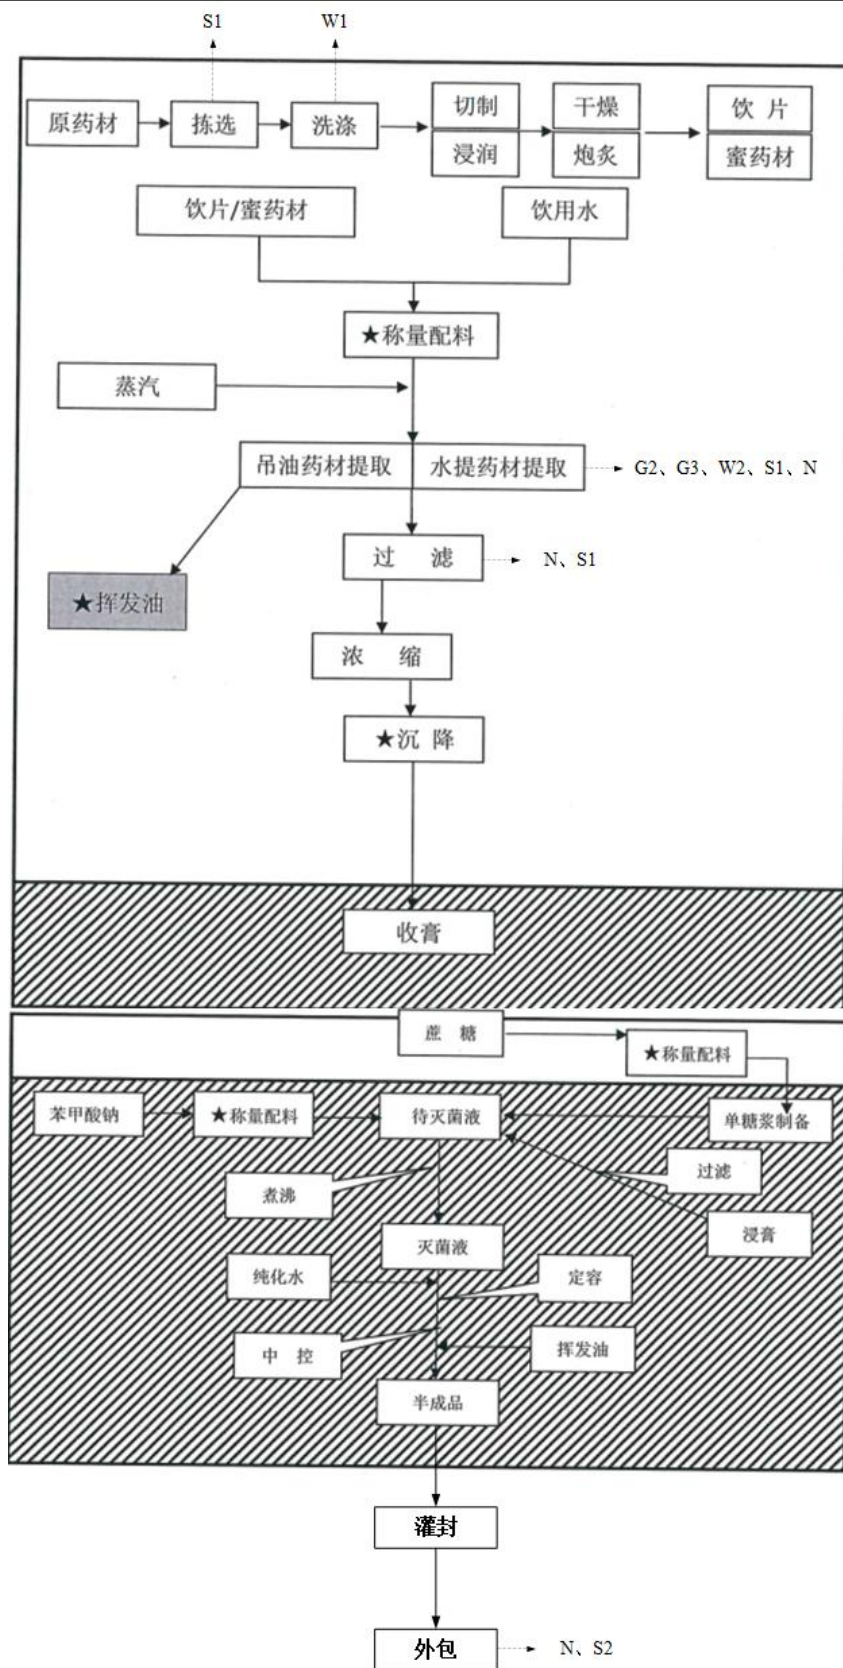 S1
W1
原药材
拣选
洗涤
切制
浸润
干燥
炮炙
饮 片
蜜药材
饮片/蜜药材
饮用水
★称量配料
蒸汽
吊油药材提取
水提药材提取
G2、G3、W2、S1、N
过 滤
N、S1
★挥发油
浓 缩
★沉 降
收膏
蔗 糖
★称量配料
苯甲酸钠
★称量配料
待灭菌液
单糖浆制备
过滤
煮沸
浸膏
灭菌液
纯化水
定容
中 控
挥发油
半成品
灌封
外包
N、S2